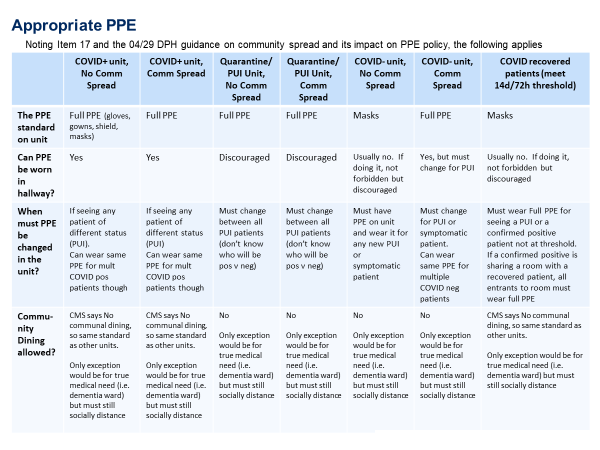 Appropriate PPE
Noting Item 17 and the 04/29 DPH guidance on community spread and its impact on PPE policy, the following applies
COVID+ unit,
No Comm
Spread
COVID+ unit,
Comm Spread
Quarantine/
PUI Unit,
No Comm
Spread
Quarantine/
PUI Unit,
Comm
Spread
COVID- unit,
No Comm
Spread
COVID- unit,
Comm
Spread
COVID recovered
patients (meet
14d/72h threshold)
The PPE
standard
on unit
Full PPE (gloves,
gowns, shield,
masks)
Full PPE
Full PPE
Full PPE
Masks
Full PPE
Masks
Can PPE
be worn
in
hallway?
Yes
Yes
Discouraged
Discouraged
Usually no. If
doing it, not
forbidden but
discouraged
Yes, but must
change for PUI
Usually no. If doing it,
not forbidden but
discouraged
When
must PPE
be
changed
in the
unit?
If seeing any
patient of
different status
(PUI).
Can wear same
PPE for mult
COVID pos
patients though
If seeing any
patient of
different status
(PUI)
Can wear same
PPE for mult
COVID pos
patients though
Must change
between all
PUI patients
(don't know
who will be
pos v neg)
Must change
between all
PUI patients
(don't know
who will be
pos v neg)
Must have
PPE on unit
and wear it for
any new PUI
or
symptomatic
patient
Must change
for PUI or
symptomatic
patient.
Can wear
same PPE for
multiple
COVID neg
patients
Must wear Full PPE for
seeing a PUI or a
confirmed positive
patient not at threshold.
If a confirmed positive is
sharing a room with a
recovered patient, all
entrants to room must
wear full PPE
Commu-
nity
Dining
allowed?
CMS says No
communal dining,
so same standard
as other units.
Only exception
would be for true
medical need (i.e.
dementia ward)
but must still
socially distance
CMS says No
communal dining,
so same standard
as other units.
Only exception
would be for true
medical need (i.e.
dementia ward)
but must still
socially distance
No
Only exception
would be for
true medical
need (i.e.
dementia ward)
but must still
socially distance
No
Only exception
would be for
true medical
need (i.e.
dementia ward)
but must still
socially distance
No
Only exception
would be for
true medical
need (i.e.
dementia ward)
but must still
socially distance
No
Only exception
would be for
true medical
need (i.e.
dementia ward)
but must still
socially distance
CMS says No communal
dining, so same standard as
other units.
Only exception would be for
true medical need (i.e.
dementia ward) but must
still socially distance